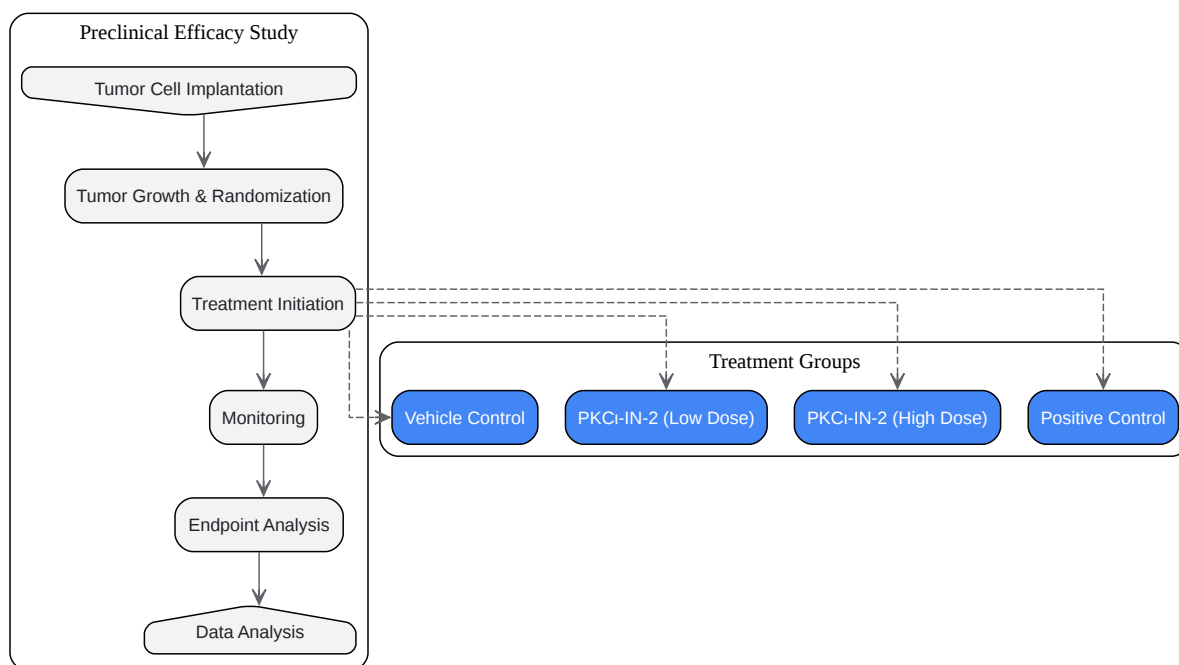 Preclinical Efficacy Study
Tumor Cell Implantation
Tumor Growth & Randomization
Treatment Initiation
Treatment Groups
Monitoring
Vehicle Control
PKCι-IN-2 (Low Dose)
PKCι-IN-2 (High Dose)
Positive Control
Endpoint Analysis
Data Analysis